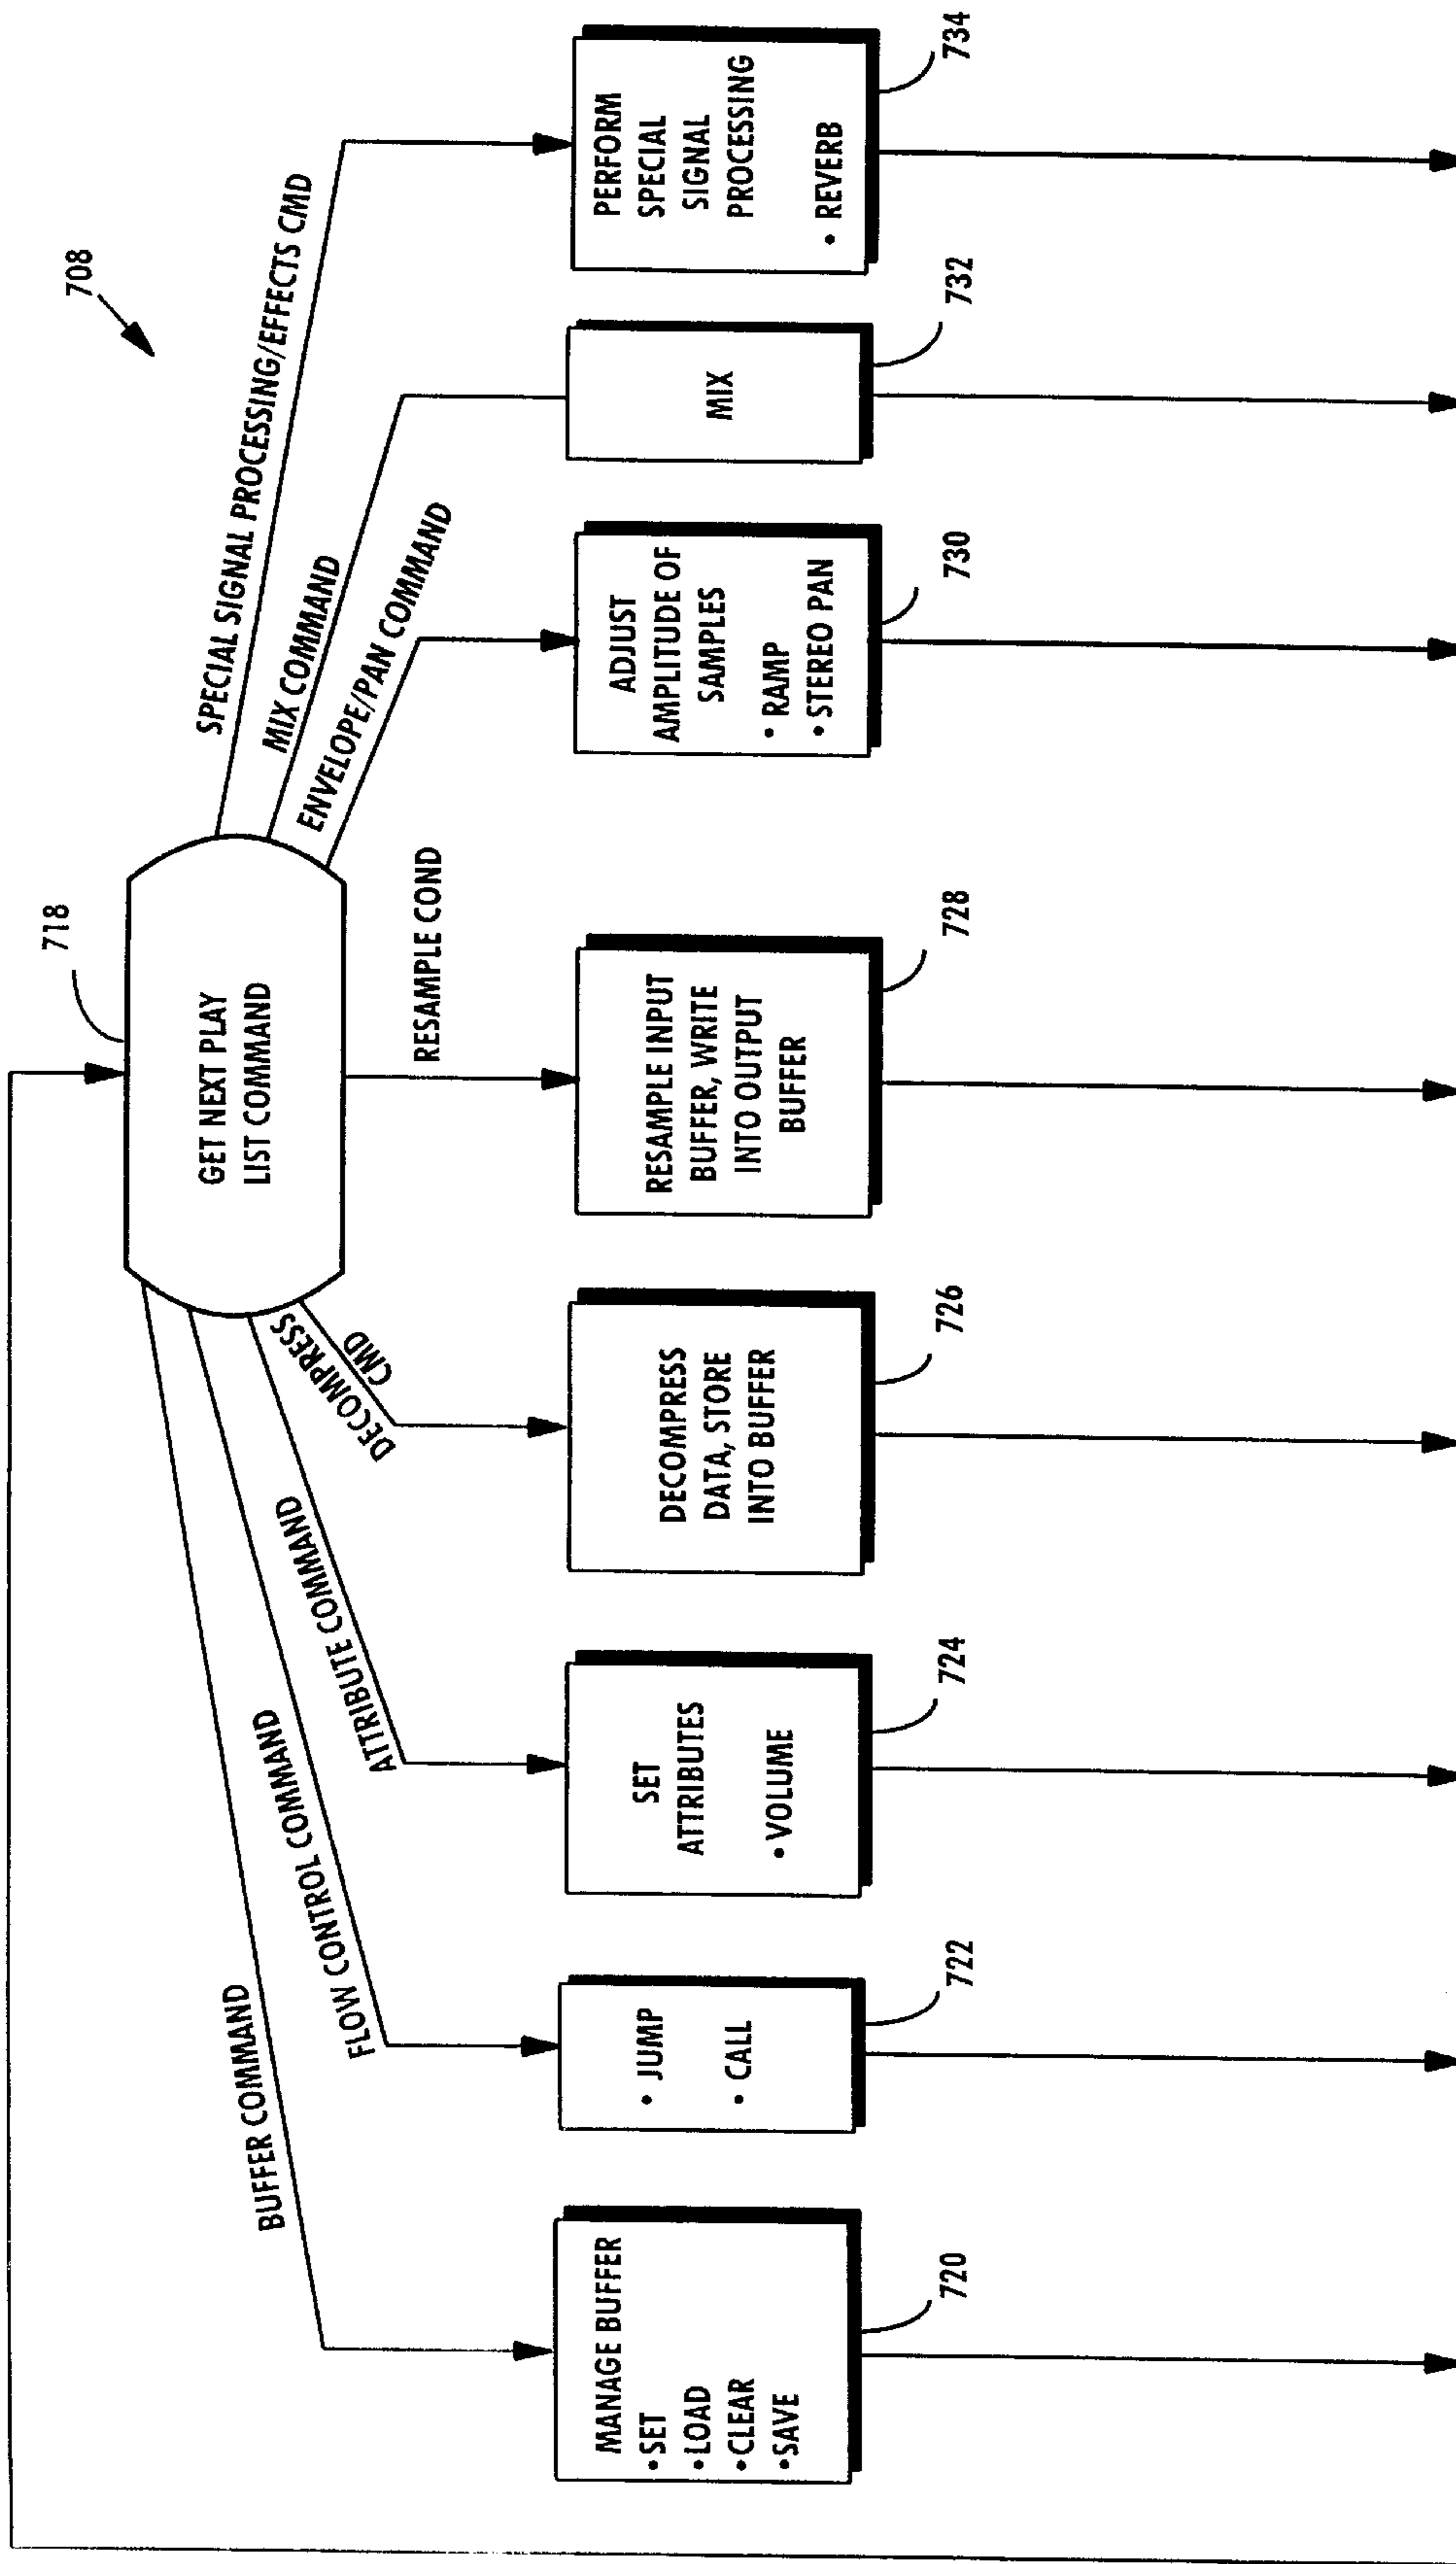 708
718
GET NEXT PLAY
LIST COMMAND
BUFFER COMMAND
FLOW CONTROL COMMAND
ATTRIBUTE COMMAND
DECOMPRESS
CMD
RESAMPLE COND
ENVELOPE/PAN COMMAND
MIX COMMAND
SPECIAL SIGNAL PROCESSING/EFFECTS CMD
MANAGE BUFFER
•SET
•LOAD
•CLEAR
•SAVE
720
• JUMP
• CALL
722
SET
ATTRIBUTES
• VOLUME
724
DECOMPRESS
DATA, STORE
INTO BUFFER
726
RESAMPLE INPUT
BUFFER, WRITE
INTO OUTPUT
BUFFER
728
ADJUST
AMPLITUDE OF
SAMPLES
• RAMP
• STEREO PAN
730
MIX
732
PERFORM
SPECIAL
SIGNAL
PROCESSING
• REVERB
734